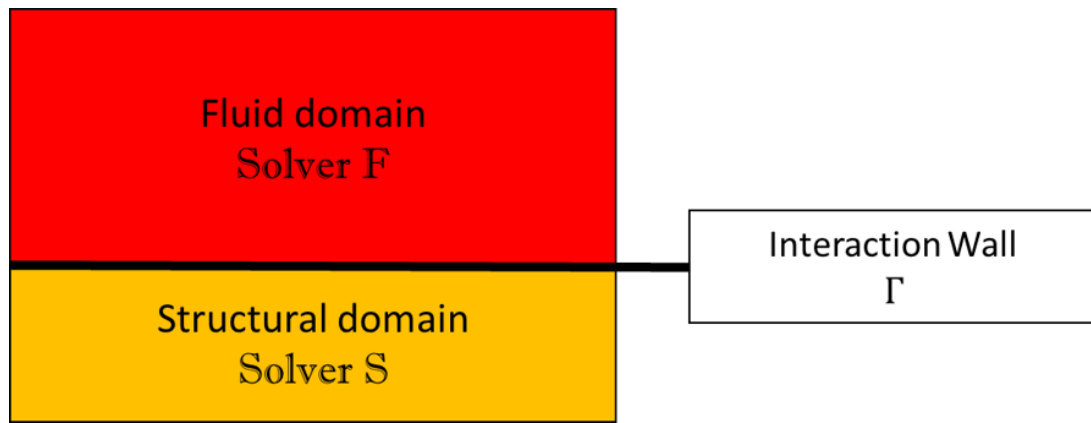 Fluid domain
Solver F
Interaction Wall
Γ
Structural domain
Solver S